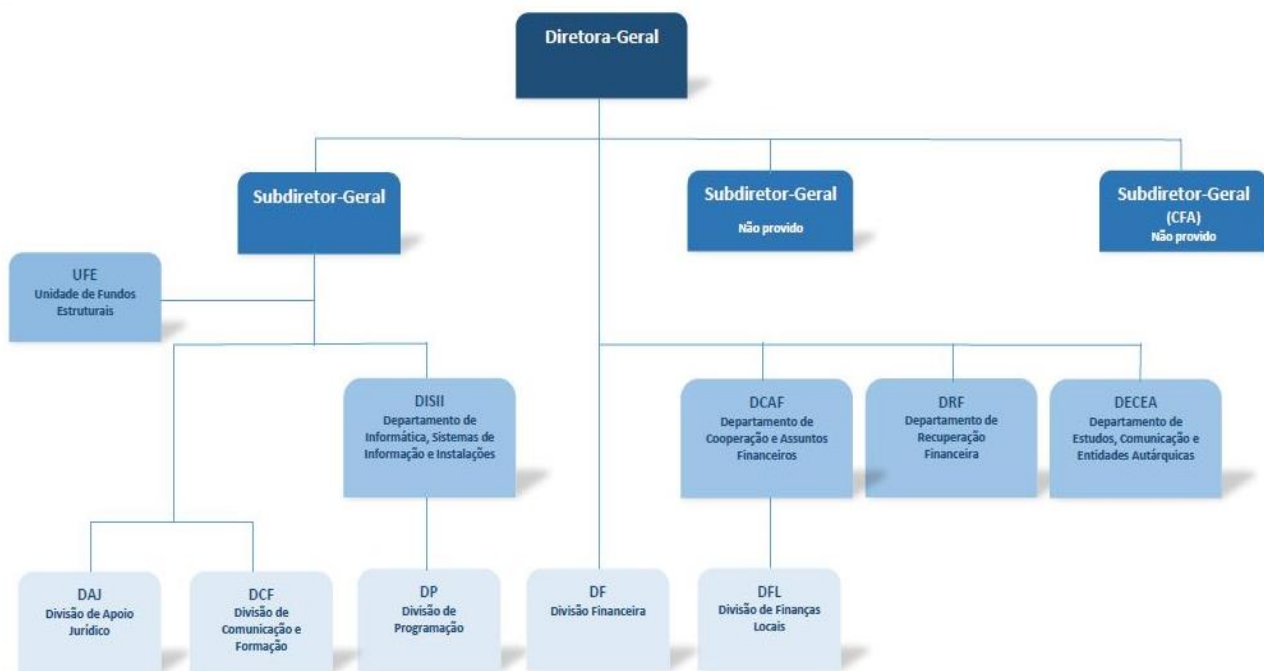 Diretora-Geral
Subdiretor-Geral
Subdiretor-Geral
Não provido
Subdiretor-Geral
(CFA)
Não provido
UFE
Unidade de Fundos
Estruturais
DISII
Departamento de
Informática, Sistemas de
Informação e Instalações
DCAF
Departamento de
Cooperação e Assuntos
Financeiros
DRF
Departamento de
Recuperação
Financeira
DECEA
Departamento de
Estudos, Comunicação e
Entidades Autárquicas
DAJ
Divisão de Apoio
Jurídico
DCF
Divisão de
Comunicação e
Formação
DP
Divisão de
Programação
DF
Divisão Financeira
DFL
Divisão de Finanças
Locais